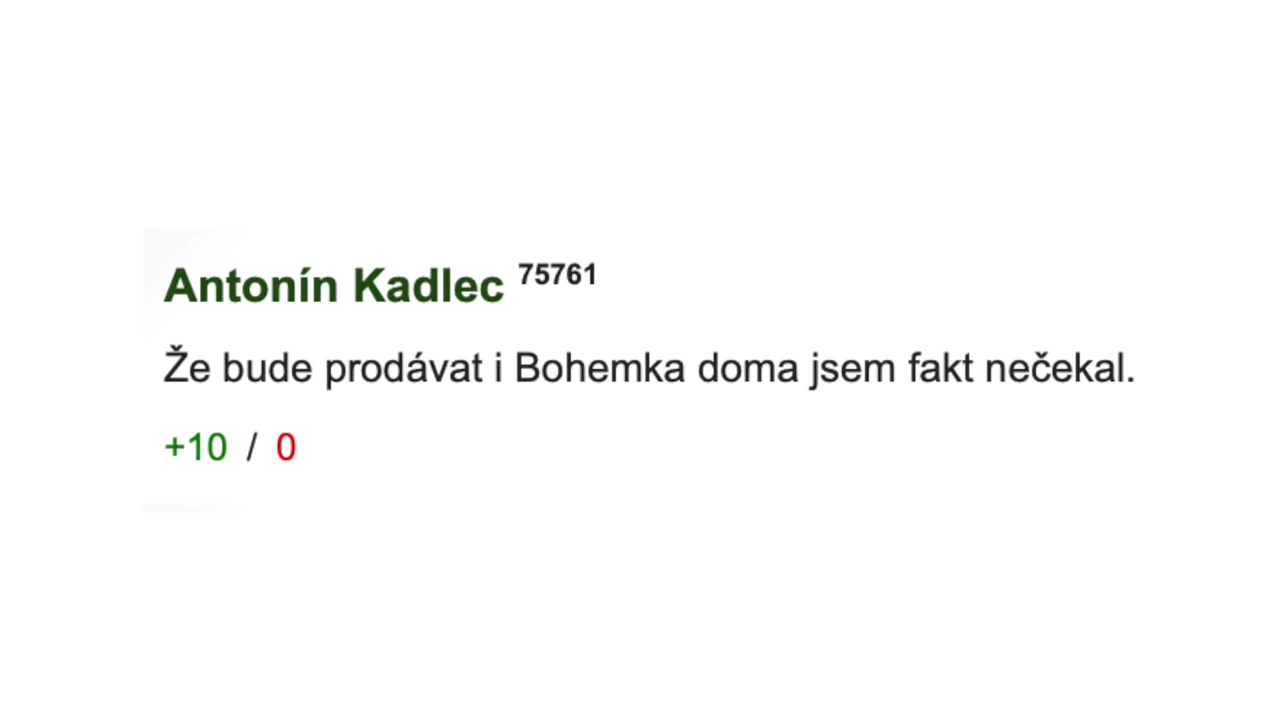 Antonín Kadlec 75761
Že bude prodávat i Bohemka doma jsem fakt nečekal.
+10 / 0